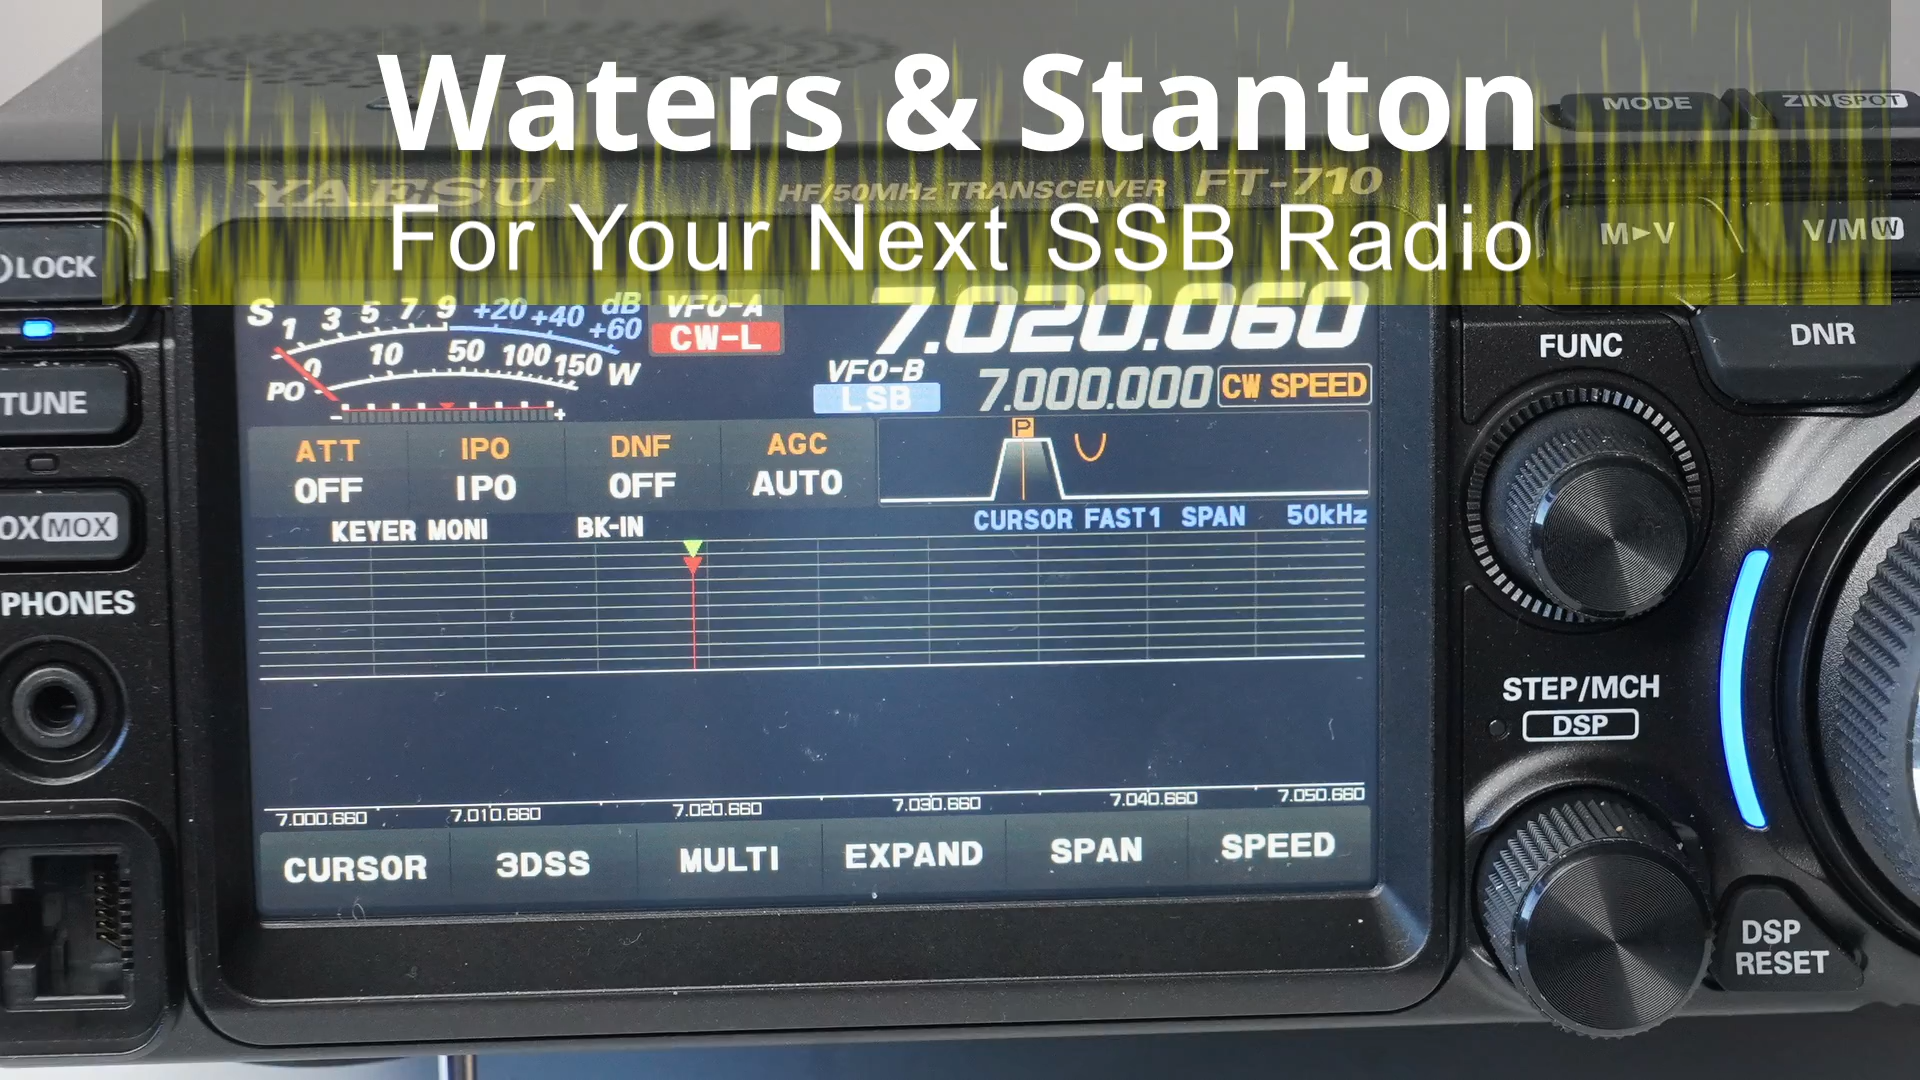 Waters & Stanton
YAESU HF/50MHz TRANSCEIVER FT-710
For Your Next SSB Radio
MODE ZIN SPOT
M►V V/M W
LOCK
TUNE
OX MOX
PHONES
S 1 3 5 7 9 +20 +40 +60 dB
PO 0 10 50 100 150 W
- +
VFO-A
CW-L
7.020.060
VFO-B
LSB
7.000.000
CW SPEED
ATT IPO DNF AGC
OFF IPO OFF AUTO
P
KEYER MONI BK-IN
CURSOR FAST1 SPAN 50kHz
7.000.660 7.010.660 7.020.660 7.030.660 7.040.660 7.050.660
CURSOR 3DSS MULTI EXPAND SPAN SPEED
FUNC
DNR
STEP/MCH
DSP
DSP
RESET